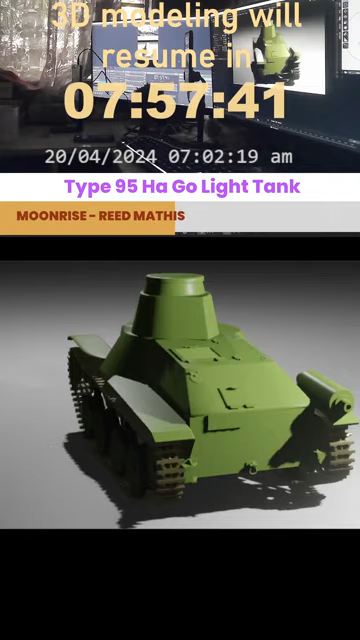 3D modeling will
resume in
07:57:41
20/04/2024 07:02:19 am
Type 95 Ha Go Light Tank
MOONRISE - REED MATHIS